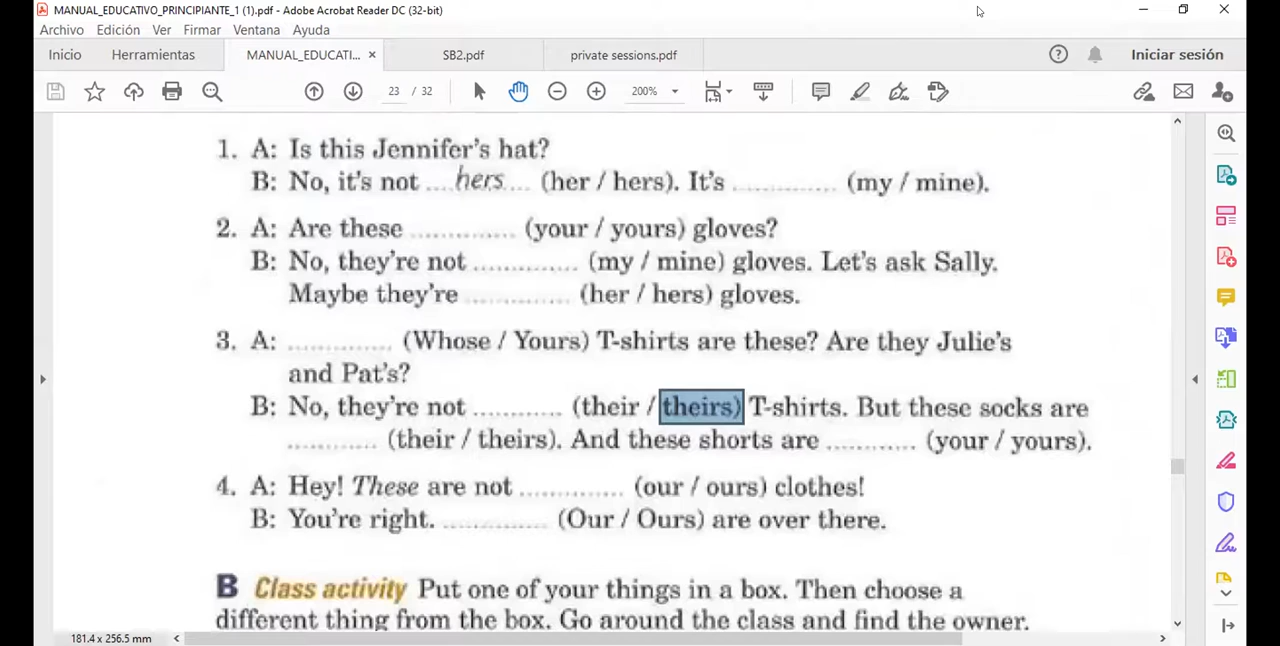 MANUAL_EDUCATIVO_PRINCIPIANTE_1 (1).pdf - Adobe Acrobat Reader DC (32-bit)
Archivo Edición Ver Firmar Ventana Ayuda
Inicio Herramientas MANUAL_EDUCATI... × SB2.pdf private sessions.pdf Iniciar sesión
23 / 32 200%
1. A: Is this Jennifer's hat?
B: No, it's not ....hers.... (her / hers). It's .............. (my / mine).
2. A: Are these .............. (your / yours) gloves?
B: No, they're not .............. (my / mine) gloves. Let's ask Sally.
Maybe they're .............. (her / hers) gloves.
3. A: .............. (Whose / Yours) T-shirts are these? Are they Julie's
and Pat's?
B: No, they're not ............ (their / theirs) T-shirts. But these socks are
............ (their / theirs). And these shorts are ............ (your / yours).
4. A: Hey! These are not .............. (our / ours) clothes!
B: You're right. .............. (Our / Ours) are over there.
B Class activity Put one of your things in a box. Then choose a
different thing from the box. Go around the class and find the owner.
181.4 x 256.5 mm